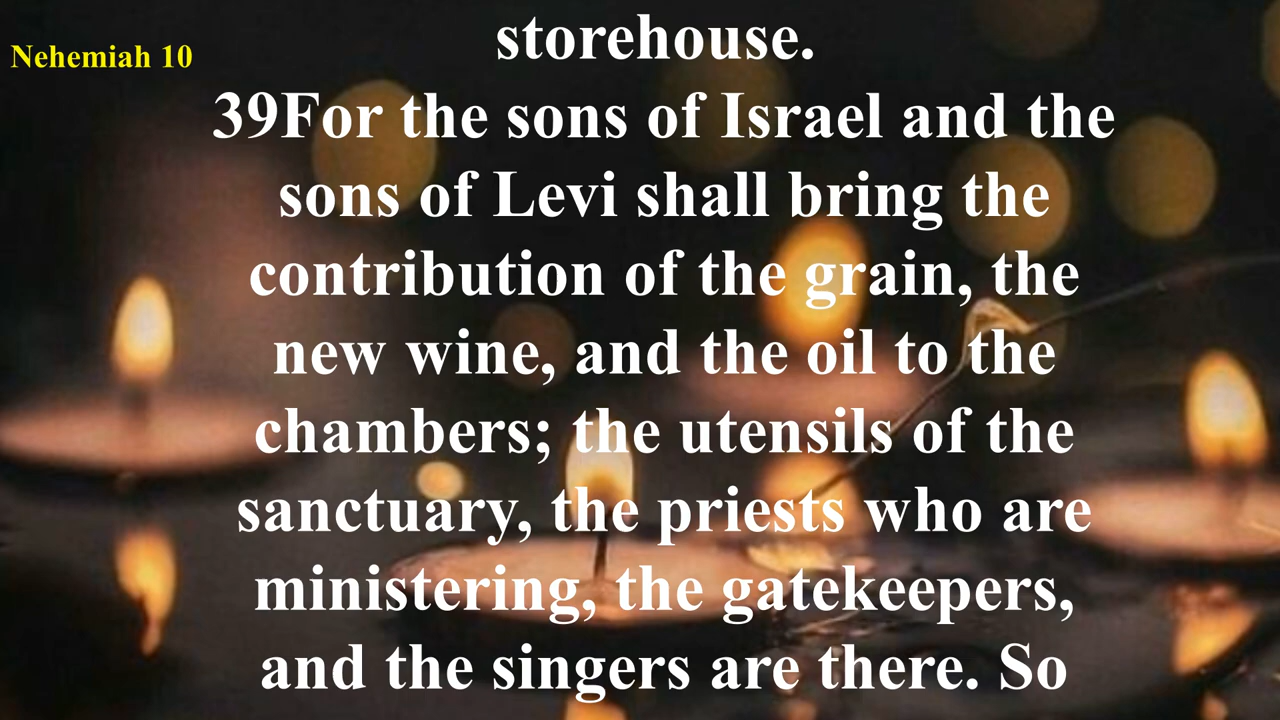 Nehemiah 10
storehouse.
39For the sons of Israel and the
sons of Levi shall bring the
contribution of the grain, the
new wine, and the oil to the
chambers; the utensils of the
sanctuary, the priests who are
ministering, the gatekeepers,
and the singers are there. So